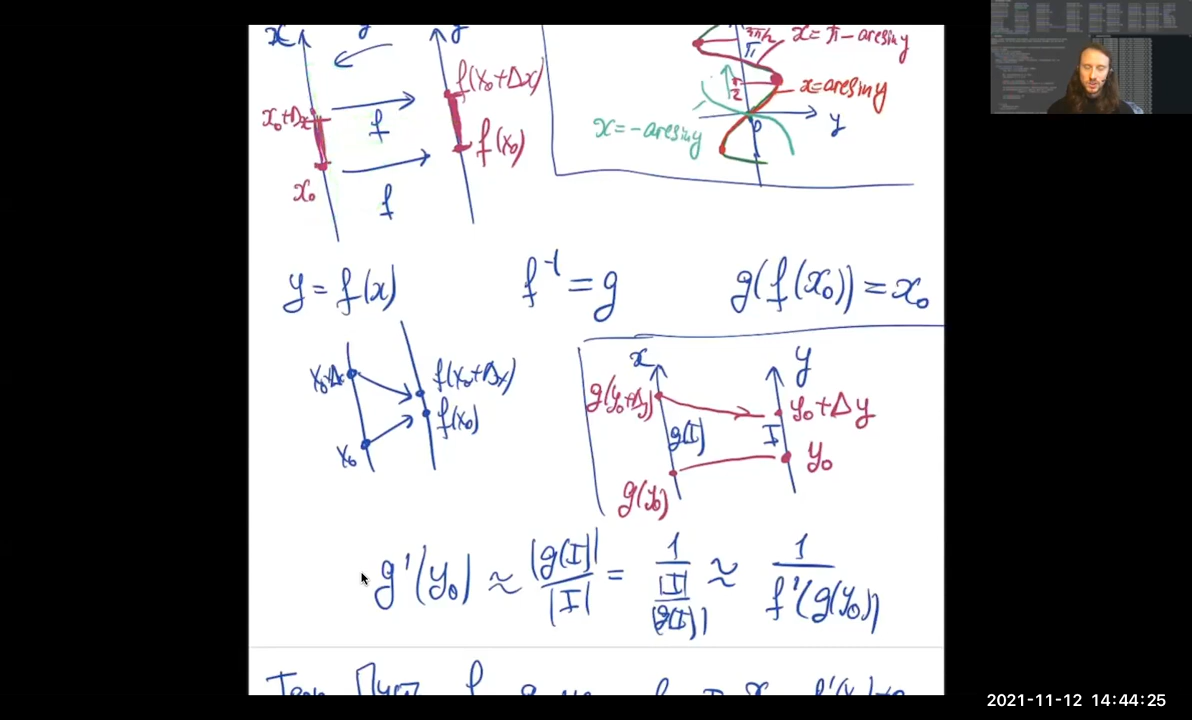 x y
x₀+Δx f f(x₀+Δx)
f(x₀)
x₀ f
π x = π - arcsin y
π/2 x = arcsin y
x = -arcsin y y
y = f(x) f⁻¹ = g g(f(x₀)) = x₀
x₀+Δx f(x₀+Δx)
x₀ f(x₀)
x y
g(y₀+Δy) y₀+Δy
g(I) I
g(y₀) y₀
g'(y₀) ≈ |g(I)|/|I| = 1/(|I|/|g(I)|) ≈ 1/f'(g(y₀))
2021-11-12 14:44:25